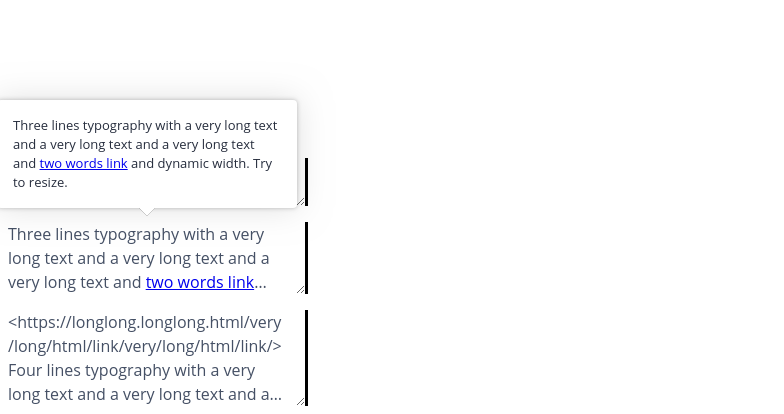 Three lines typography with a very long text
and a very long text and a very long text
and two words link and dynamic width. Try
to resize.
Three lines typography with a very
long text and a very long text and a
very long text and two words link...
<https://longlong.longlong.html/very
/long/html/link/very/long/html/link/>
Four lines typography with a very
long text and a very long text and a...